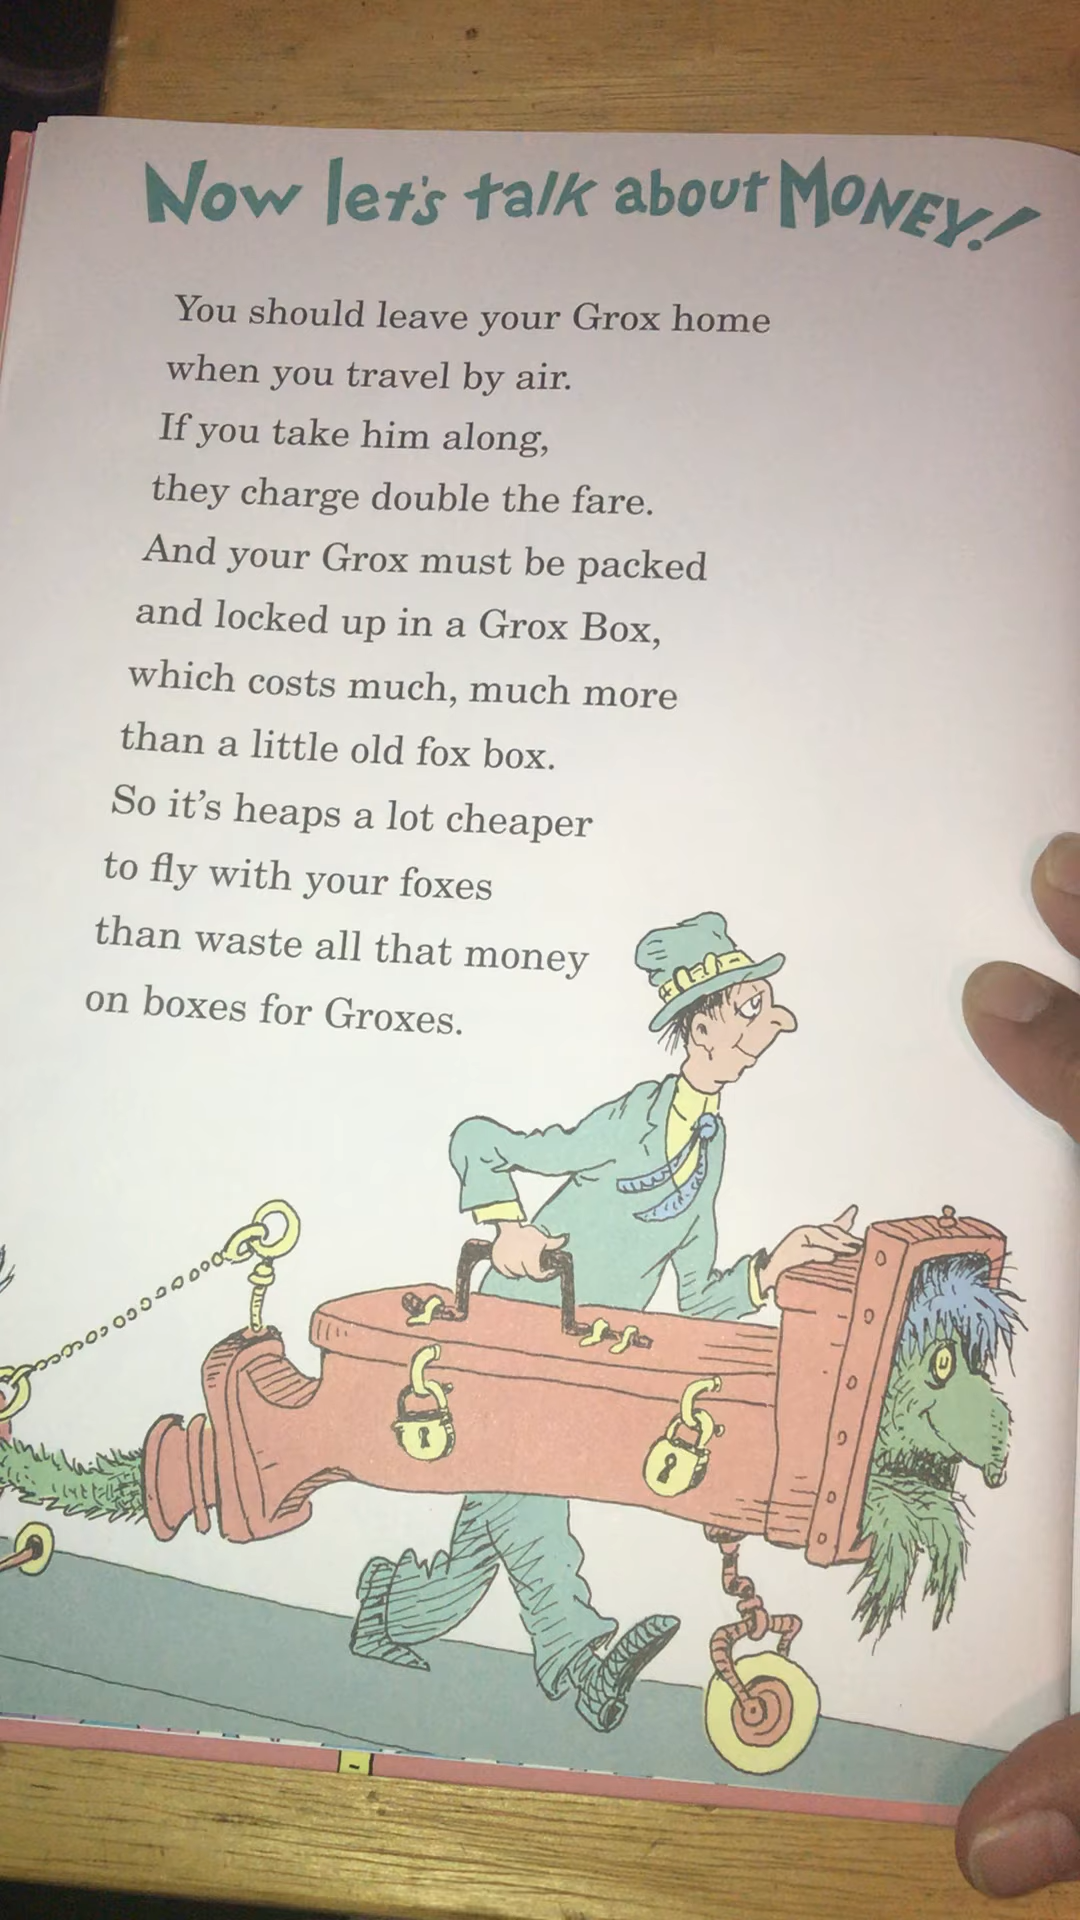 Now let's talk about MONEY!
You should leave your Grox home
when you travel by air.
If you take him along,
they charge double the fare.
And your Grox must be packed
and locked up in a Grox Box,
which costs much, much more
than a little old fox box.
So it's heaps a lot cheaper
to fly with your foxes
than waste all that money
on boxes for Groxes.